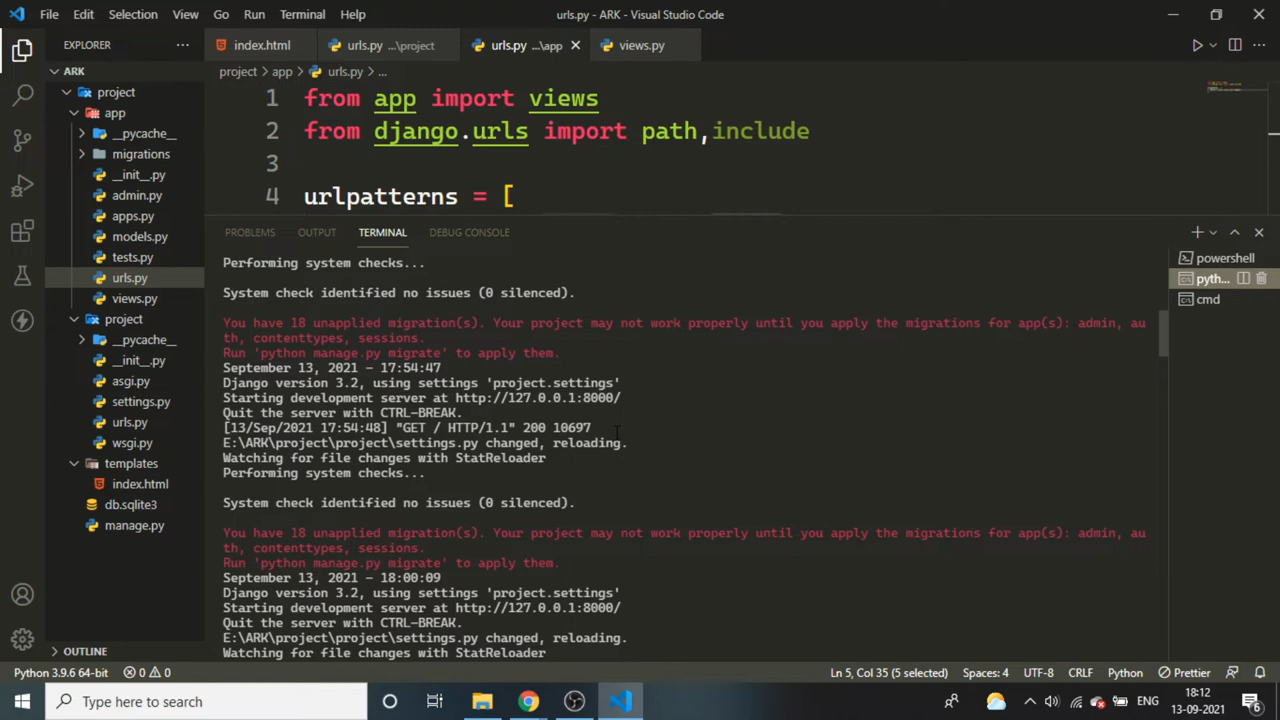 File Edit Selection View Go Run Terminal Help
urls.py - ARK - Visual Studio Code
EXPLORER
index.html
urls.py ...\project
urls.py ...\app
views.py
ARK
project > app > urls.py > ...
project
app
__pycache__
migrations
__init__.py
admin.py
apps.py
models.py
tests.py
urls.py
views.py
project
__pycache__
__init__.py
asgi.py
settings.py
urls.py
wsgi.py
templates
index.html
db.sqlite3
manage.py
OUTLINE
1 from app import views
2 from django.urls import path,include
3
4 urlpatterns = [
PROBLEMS OUTPUT TERMINAL DEBUG CONSOLE
powershell
pyth...
cmd
Performing system checks...
System check identified no issues (0 silenced).
You have 18 unapplied migration(s). Your project may not work properly until you apply the migrations for app(s): admin, au
th, contenttypes, sessions.
Run 'python manage.py migrate' to apply them.
September 13, 2021 - 17:54:47
Django version 3.2, using settings 'project.settings'
Starting development server at http://127.0.0.1:8000/
Quit the server with CTRL-BREAK.
[13/Sep/2021 17:54:48] "GET / HTTP/1.1" 200 10697
E:\ARK\project\project\settings.py changed, reloading.
Watching for file changes with StatReloader
Performing system checks...
System check identified no issues (0 silenced).
You have 18 unapplied migration(s). Your project may not work properly until you apply the migrations for app(s): admin, au
th, contenttypes, sessions.
Run 'python manage.py migrate' to apply them.
September 13, 2021 - 18:00:09
Django version 3.2, using settings 'project.settings'
Starting development server at http://127.0.0.1:8000/
Quit the server with CTRL-BREAK.
E:\ARK\project\project\settings.py changed, reloading.
Watching for file changes with StatReloader
Python 3.9.6 64-bit 0 0
Ln 5, Col 35 (5 selected) Spaces: 4 UTF-8 CRLF Python Prettier
Type here to search
ENG
18:12
13-09-2021
6